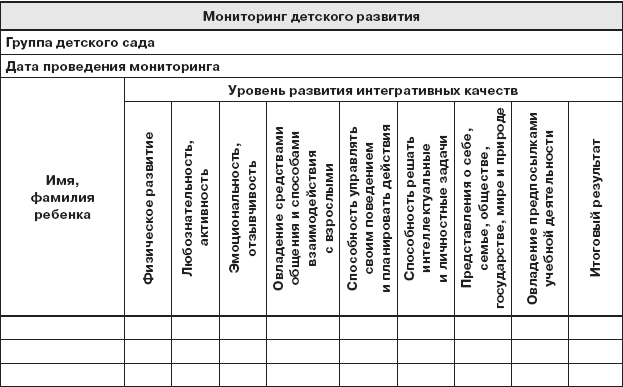 Мониторинг детского развития
Группа детского сада
Дата проведения мониторинга
Имя,
фамилия
ребенка
Уровень развития интегративных качеств
Физическое развитие
Любознательность,
активность
Эмоциональность,
отзывчивость
Овладение средствами
общения и способами
взаимодействия
с взрослыми
Способность управлять
своим поведением
и планировать действия
Способность решать
интеллектуальные
и личностные задачи
Представления о себе,
семье, обществе,
государстве, мире и природе
Овладение предпосылками
учебной деятельности
Итоговый результат